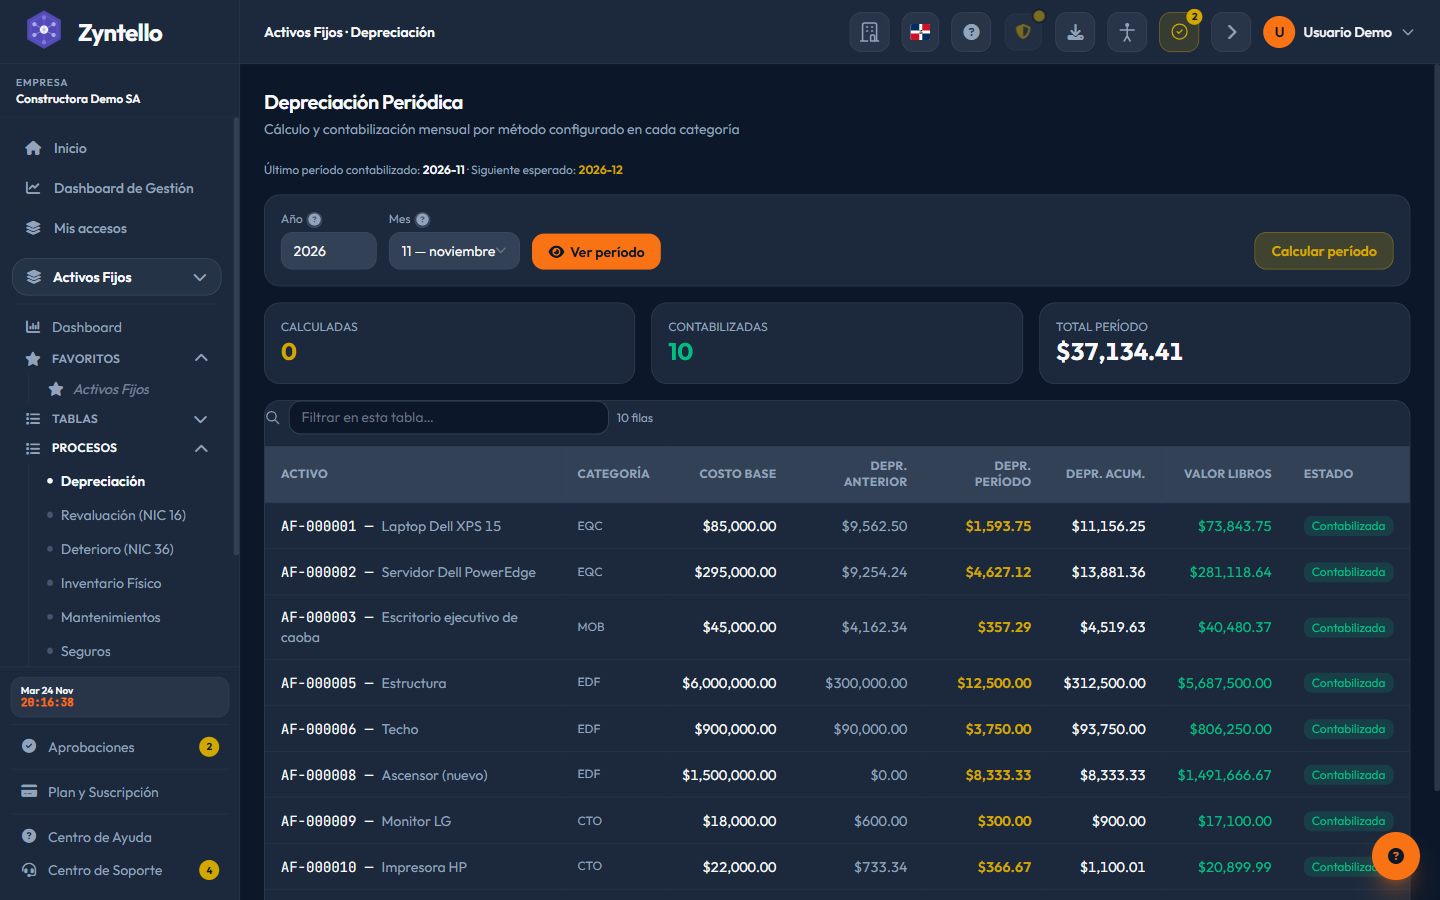 Zyntello
Activos Fijos · Depreciación
2
U
Usuario Demo
EMPRESA
Constructora Demo SA
Inicio
Dashboard de Gestión
Mis accesos
Activos Fijos
Dashboard
FAVORITOS
Activos Fijos
TABLAS
PROCESOS
Depreciación
Revaluación (NIC 16)
Deterioro (NIC 36)
Inventario Físico
Mantenimientos
Seguros
Mar 24 Nov
20:16:38
Aprobaciones 2
Plan y Suscripción
Centro de Ayuda
Centro de Soporte 4
Depreciación Periódica
Cálculo y contabilización mensual por método configurado en cada categoría
Último período contabilizado: 2026-11 · Siguiente esperado: 2026-12
Año ? Mes ?
2026 11 — noviembre Ver período Calcular período
CALCULADAS
0
CONTABILIZADAS
10
TOTAL PERÍODO
$37,134.41
Filtrar en esta tabla... 10 filas
ACTIVO CATEGORÍA COSTO BASE DEPR. ANTERIOR DEPR. PERÍODO DEPR. ACUM. VALOR LIBROS ESTADO
AF-000001 — Laptop Dell XPS 15 EQC $85,000.00 $9,562.50 $1,593.75 $11,156.25 $73,843.75 Contabilizada
AF-000002 — Servidor Dell PowerEdge EQC $295,000.00 $9,254.24 $4,627.12 $13,881.36 $281,118.64 Contabilizada
AF-000003 — Escritorio ejecutivo de caoba MOB $45,000.00 $4,162.34 $357.29 $4,519.63 $40,480.37 Contabilizada
AF-000005 — Estructura EDF $6,000,000.00 $300,000.00 $12,500.00 $312,500.00 $5,687,500.00 Contabilizada
AF-000006 — Techo EDF $900,000.00 $90,000.00 $3,750.00 $93,750.00 $806,250.00 Contabilizada
AF-000008 — Ascensor (nuevo) EDF $1,500,000.00 $0.00 $8,333.33 $8,333.33 $1,491,666.67 Contabilizada
AF-000009 — Monitor LG CTO $18,000.00 $600.00 $300.00 $900.00 $17,100.00 Contabilizada
AF-000010 — Impresora HP CTO $22,000.00 $733.34 $366.67 $1,100.01 $20,899.99 Contabiliza